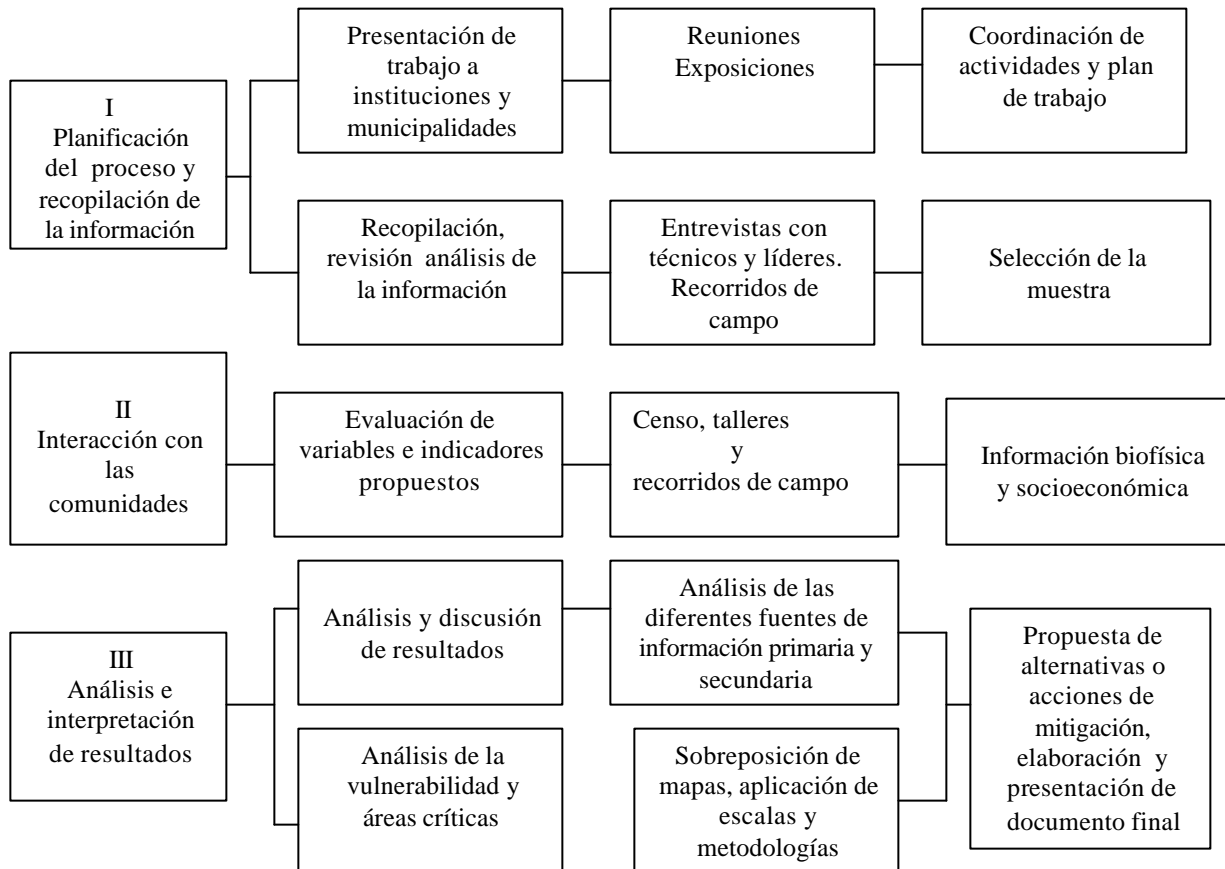 I
Planificación
del proceso y
recopilación de
la información
Presentación de
trabajo a
instituciones y
municipalidades
Reuniones
Exposiciones
Coordinación de
actividades y plan
de trabajo
Recopilación,
revisión análisis de
la información
Entrevistas con
técnicos y líderes.
Recorridos de
campo
Selección de la
muestra
II
Interacción con
las
comunidades
Evaluación de
variables e indicadores
propuestos
Censo, talleres
y
recorridos de campo
Información biofísica
y socioeconómica
III
Análisis e
interpretación
de resultados
Análisis y discusión
de resultados
Análisis de las
diferentes fuentes de
información primaria y
secundaria
Análisis de la
vulnerabilidad y
áreas críticas
Sobreposición de
mapas, aplicación de
escalas y
metodologías
Propuesta de
alternativas o
acciones de
mitigación,
elaboración y
presentación de
documento final